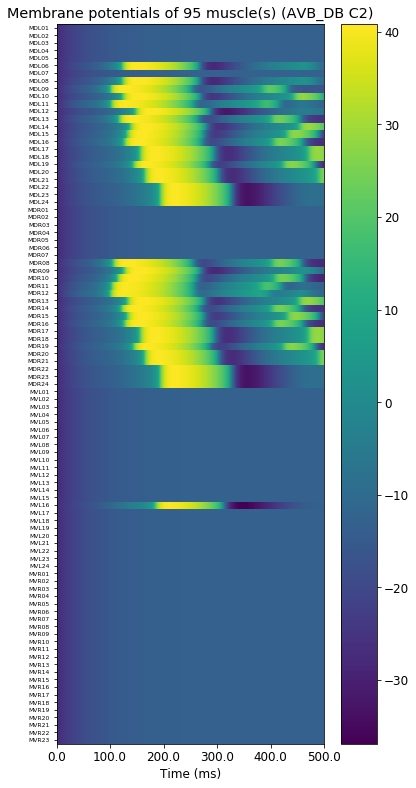 Membrane potentials of 95 muscle(s) (AVB_DB C2)
MDL01
MDL02
MDL03
MDL04
MDL05
MDL06
MDL07
MDL08
MDL09
MDL10
MDL11
MDL12
MDL13
MDL14
MDL15
MDL16
MDL17
MDL18
MDL19
MDL20
MDL21
MDL22
MDL23
MDL24
MDR01
MDR02
MDR03
MDR04
MDR05
MDR06
MDR07
MDR08
MDR09
MDR10
MDR11
MDR12
MDR13
MDR14
MDR15
MDR16
MDR17
MDR18
MDR19
MDR20
MDR21
MDR22
MDR23
MDR24
MVL01
MVL02
MVL03
MVL04
MVL05
MVL06
MVL07
MVL08
MVL09
MVL10
MVL11
MVL12
MVL13
MVL14
MVL15
MVL16
MVL17
MVL18
MVL19
MVL20
MVL21
MVL22
MVL23
MVL24
MVR01
MVR02
MVR03
MVR04
MVR05
MVR06
MVR07
MVR08
MVR09
MVR10
MVR11
MVR12
MVR13
MVR14
MVR15
MVR16
MVR17
MVR18
MVR19
MVR20
MVR21
MVR22
MVR23
0.0 100.0 200.0 300.0 400.0 500.0
Time (ms)
40
30
20
10
0
−10
−20
−30